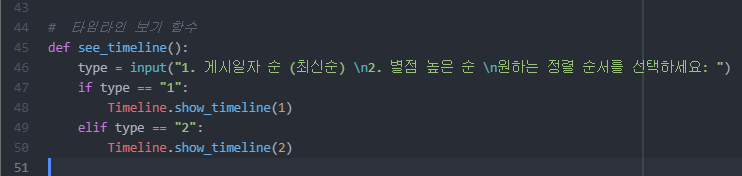 43
44 # 타임라인 보기 함수
45 def see_timeline():
46 type = input("1. 게시일자 순 (최신순) \n2. 별점 높은 순 \n원하는 정렬 순서를 선택하세요: ")
47 if type == "1":
48 Timeline.show_timeline(1)
49 elif type == "2":
50 Timeline.show_timeline(2)
51